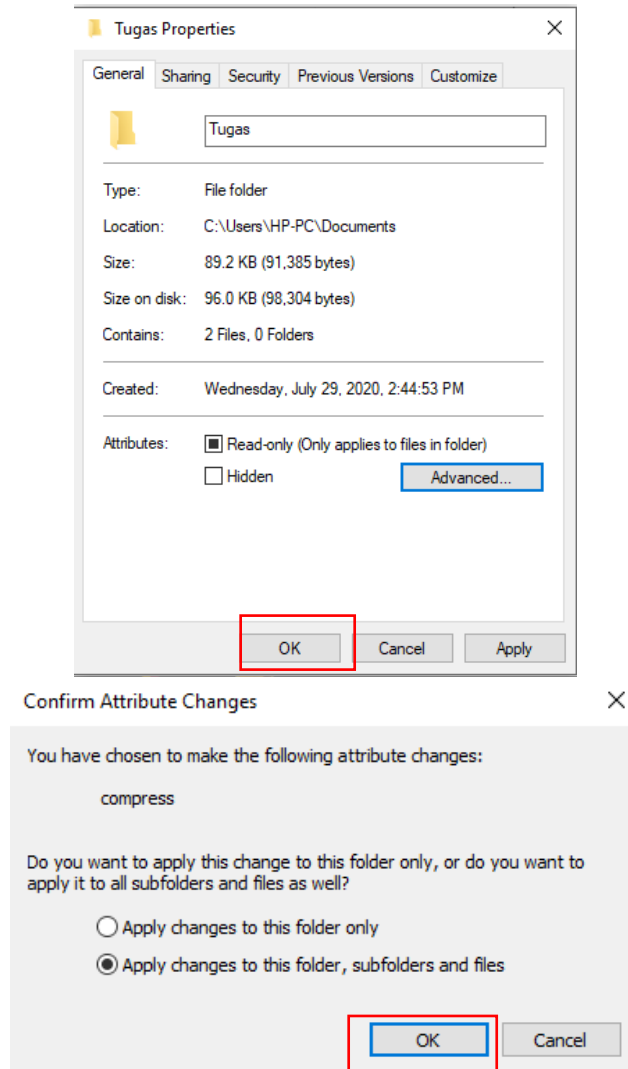 Tugas Properties
General Sharing Security Previous Versions Customize
Tugas
Type: File folder
Location: C:\Users\HP-PC\Documents
Size: 89.2 KB (91,385 bytes)
Size on disk: 96.0 KB (98,304 bytes)
Contains: 2 Files, 0 Folders
Created: Wednesday, July 29, 2020, 2:44:53 PM
Attributes: Read-only (Only applies to files in folder)
Hidden Advanced...
OK Cancel Apply
Confirm Attribute Changes
You have chosen to make the following attribute changes:
compress
Do you want to apply this change to this folder only, or do you want to
apply it to all subfolders and files as well?
Apply changes to this folder only
Apply changes to this folder, subfolders and files
OK Cancel